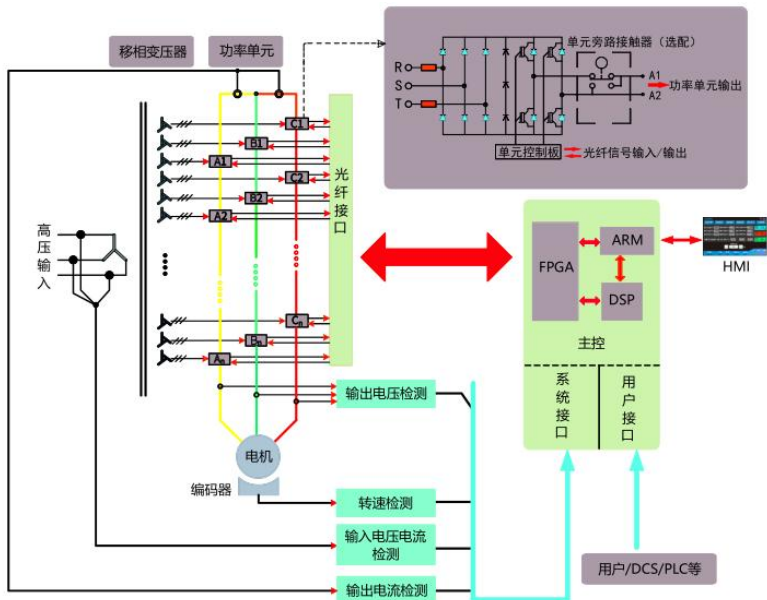 移相变压器
功率单元
单元旁路接触器（选配）
R
S
T
A1
功率单元输出
A2
单元控制板
光纤信号输入/输出
C1
B1
A1
C2
B2
A2
光纤接口
高压输入
Cn
Bn
An
FPGA
ARM
DSP
HMI
主控
系统接口
用户接口
输出电压检测
电机
编码器
转速检测
输入电压电流
检测
输出电流检测
用户/DCS/PLC等